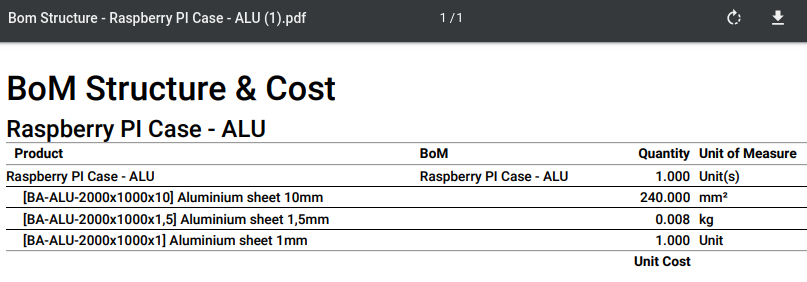 Bom Structure - Raspberry PI Case - ALU (1).pdf 1 / 1
BoM Structure & Cost
Raspberry PI Case - ALU
Product BoM Quantity Unit of Measure
Raspberry PI Case - ALU Raspberry PI Case - ALU 1.000 Unit(s)
[BA-ALU-2000x1000x10] Aluminium sheet 10mm 240.000 mm²
[BA-ALU-2000x1000x1,5] Aluminium sheet 1,5mm 0.008 kg
[BA-ALU-2000x1000x1] Aluminium sheet 1mm 1.000 Unit
Unit Cost